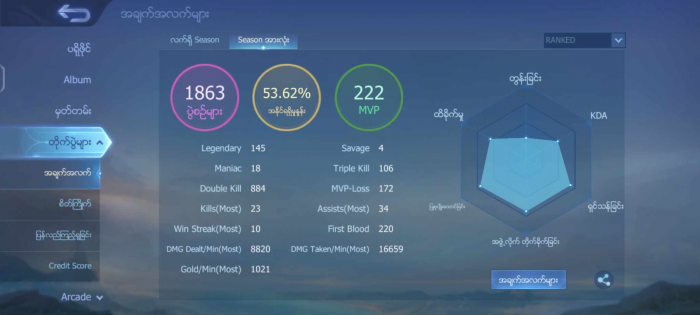 အချက်အလက်များ
ပရိုဖိုင်
Album
မှတ်တမ်း
တိုက်ပွဲများ
အချက်အလက်
စိတ်ကြိုက်
ပြန်လည်ကြည့်ရှုခြင်း
Credit Score
Arcade
လက်ရှိ Season
Season အားလုံး
RANKED
1863
ပွဲစဉ်များ
53.62%
အနိုင်ရရှိမှုနှုန်း
222
MVP
Legendary 145
Savage 4
Maniac 18
Triple Kill 106
Double Kill 884
MVP-Loss 172
Kills(Most) 23
Assists(Most) 34
Win Streak(Most) 10
First Blood 220
DMG Dealt/Min(Most) 8820
DMG Taken/Min(Most) 16659
Gold/Min(Most) 1021
တွန်းခြင်း
ထိခိုက်မှု
KDA
ရှင်သန်ခြင်း
အဖွဲ့လိုက် တိုက်ခိုက်ခြင်း
အချက်အလက်များ